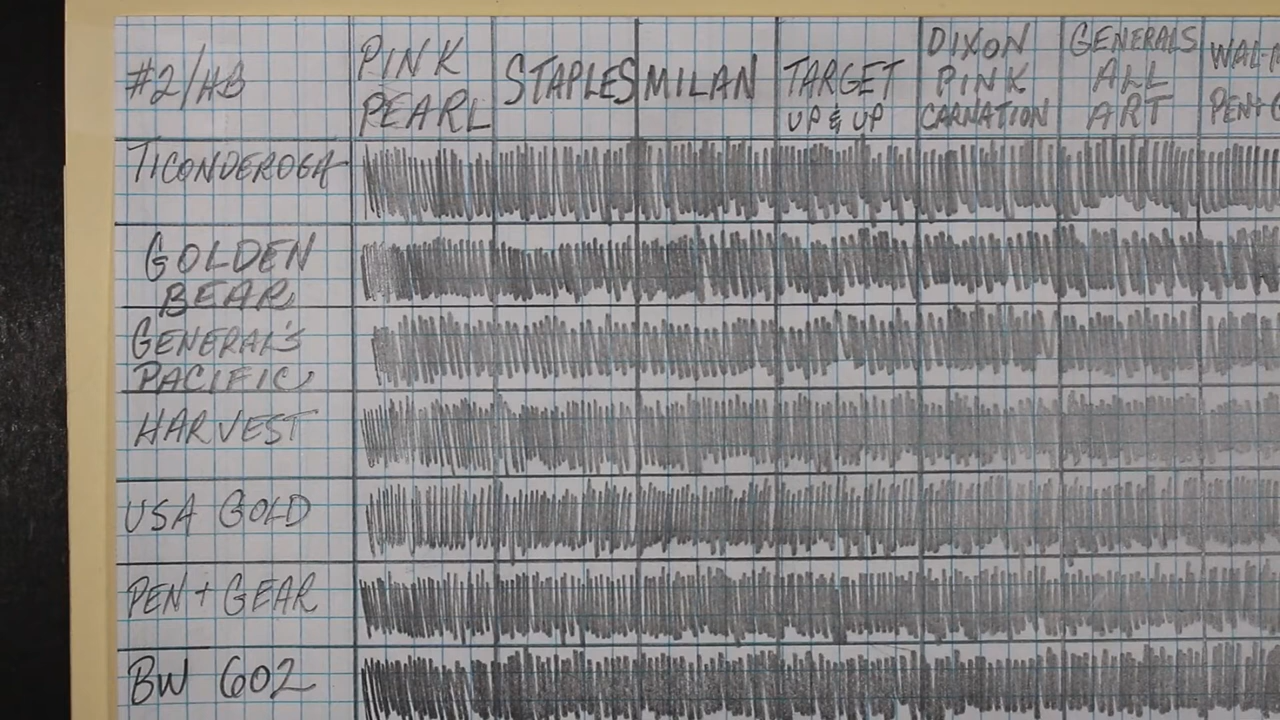 #2/HB
PINK
PEARL
STAPLES
MILAN
TARGET
UP & UP
DIXON
PINK
CARNATION
GENERALS
ALL
ART
TICONDEROGA
GOLDEN
BEAR
GENERAL'S
PACIFIC
HARVEST
USA GOLD
PEN + GEAR
BW 602